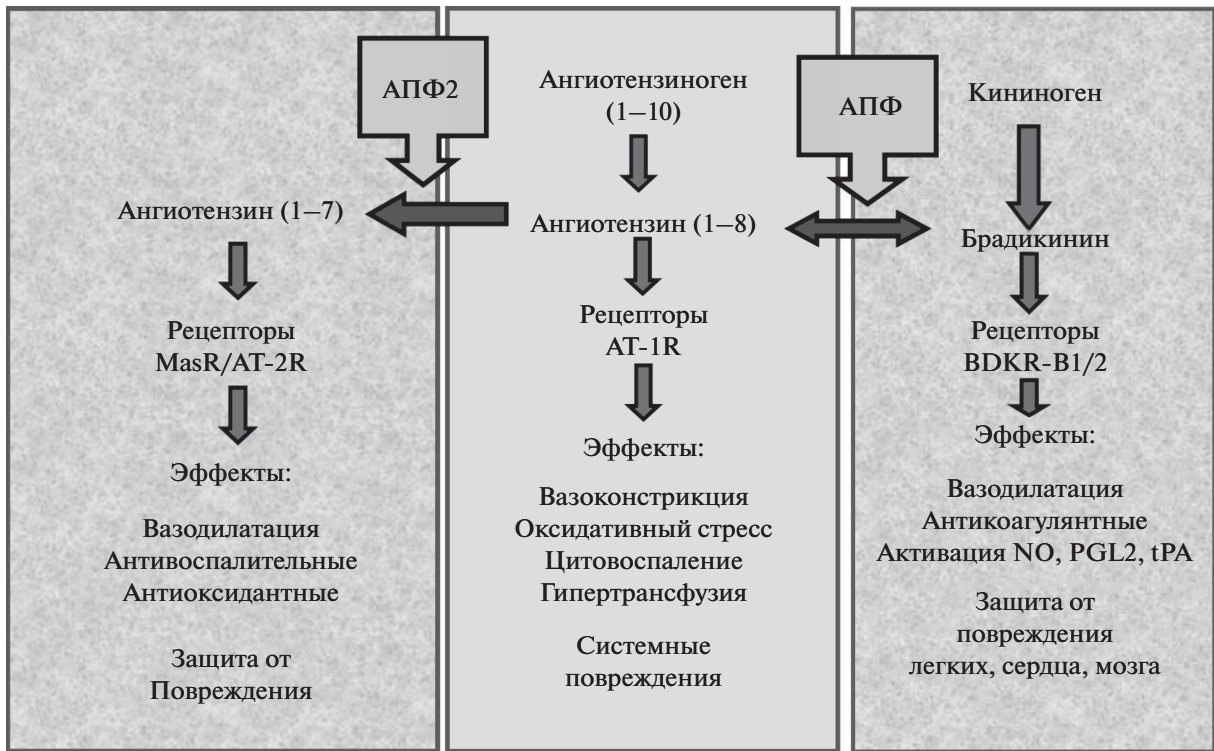 АПФ2
Ангиотензин (1–7)
Рецепторы
MasR/AT-2R
Эффекты:
Вазодилатация
Антивоспалительные
Антиоксидантные
Защита от
Повреждения
Ангиотензиноген
(1–10)
Ангиотензин (1–8)
Рецепторы
AT-1R
Эффекты:
Вазоконстрикция
Оксидативный стресс
Цитовоспаление
Гипертрансфузия
Системные
повреждения
АПФ
Кининоген
Брадикинин
Рецепторы
BDKR-B1/2
Эффекты:
Вазодилатация
Антикоагулянтные
Активация NO, PGL2, tPA
Защита от
повреждения
легких, сердца, мозга